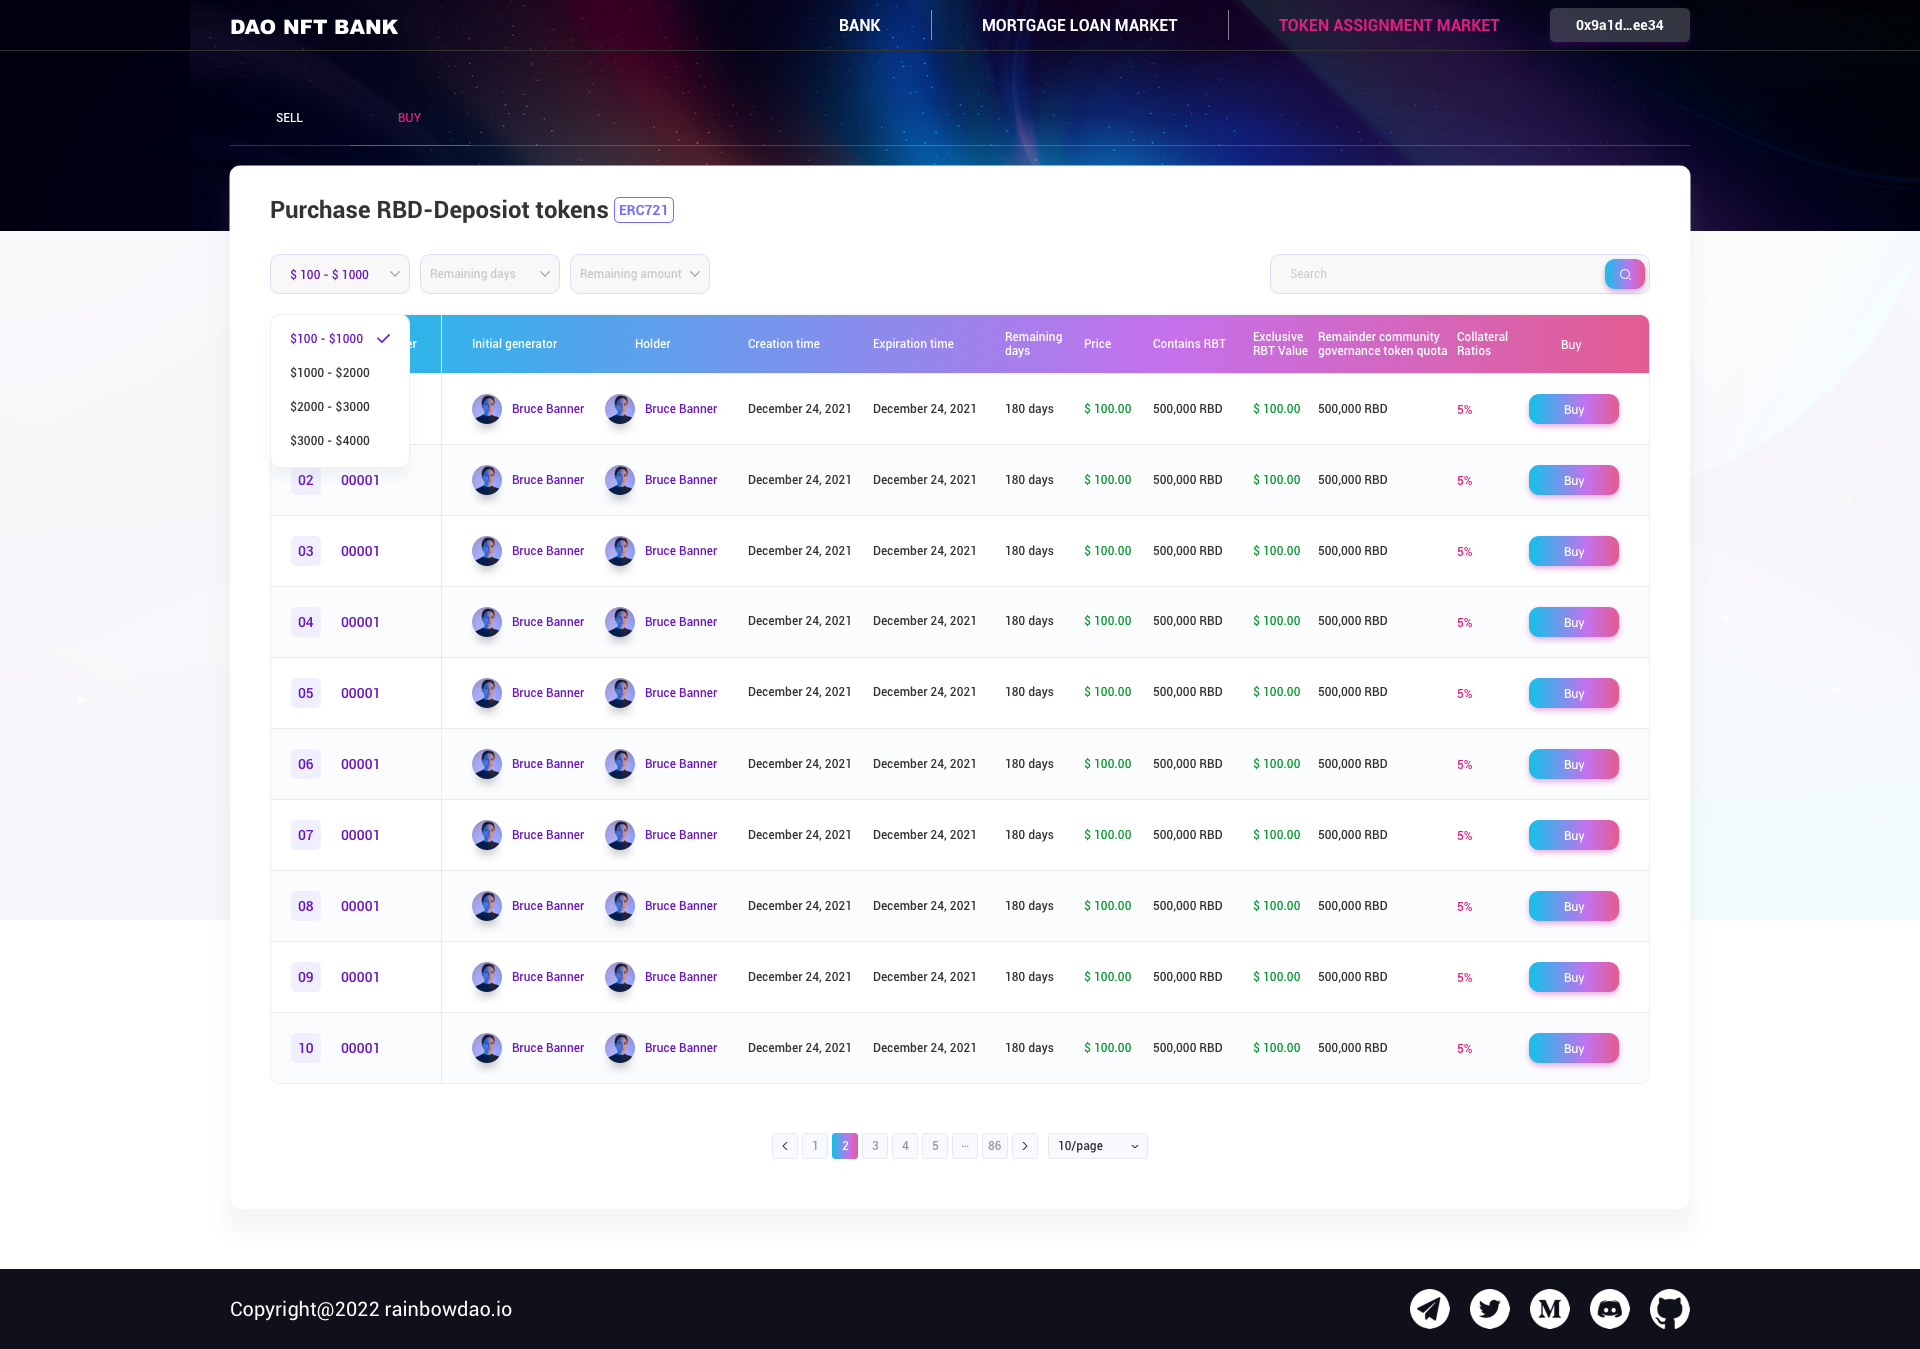 DAO NFT BANK
BANK
MORTGAGE LOAN MARKET
TOKEN ASSIGNMENT MARKET
0x9a1d...ee34
SELL
BUY
Purchase RBD-Deposiot tokens ERC721
$ 100 - $ 1000
Remaining days
Remaining amount
Search
$100 - $1000
$1000 - $2000
$2000 - $3000
$3000 - $4000
er
Initial generator
Holder
Creation time
Expiration time
Remaining
days
Price
Contains RBT
Exclusive
RBT Value
Remainder community
governance token quota
Collateral
Ratios
Buy
Bruce Banner Bruce Banner December 24, 2021 December 24, 2021 180 days $ 100.00 500,000 RBD $ 100.00 500,000 RBD 5% Buy
02 00001 Bruce Banner Bruce Banner December 24, 2021 December 24, 2021 180 days $ 100.00 500,000 RBD $ 100.00 500,000 RBD 5% Buy
03 00001 Bruce Banner Bruce Banner December 24, 2021 December 24, 2021 180 days $ 100.00 500,000 RBD $ 100.00 500,000 RBD 5% Buy
04 00001 Bruce Banner Bruce Banner December 24, 2021 December 24, 2021 180 days $ 100.00 500,000 RBD $ 100.00 500,000 RBD 5% Buy
05 00001 Bruce Banner Bruce Banner December 24, 2021 December 24, 2021 180 days $ 100.00 500,000 RBD $ 100.00 500,000 RBD 5% Buy
06 00001 Bruce Banner Bruce Banner December 24, 2021 December 24, 2021 180 days $ 100.00 500,000 RBD $ 100.00 500,000 RBD 5% Buy
07 00001 Bruce Banner Bruce Banner December 24, 2021 December 24, 2021 180 days $ 100.00 500,000 RBD $ 100.00 500,000 RBD 5% Buy
08 00001 Bruce Banner Bruce Banner December 24, 2021 December 24, 2021 180 days $ 100.00 500,000 RBD $ 100.00 500,000 RBD 5% Buy
09 00001 Bruce Banner Bruce Banner December 24, 2021 December 24, 2021 180 days $ 100.00 500,000 RBD $ 100.00 500,000 RBD 5% Buy
10 00001 Bruce Banner Bruce Banner December 24, 2021 December 24, 2021 180 days $ 100.00 500,000 RBD $ 100.00 500,000 RBD 5% Buy
1 2 3 4 5 ... 86 10/page
Copyright@2022 rainbowdao.io